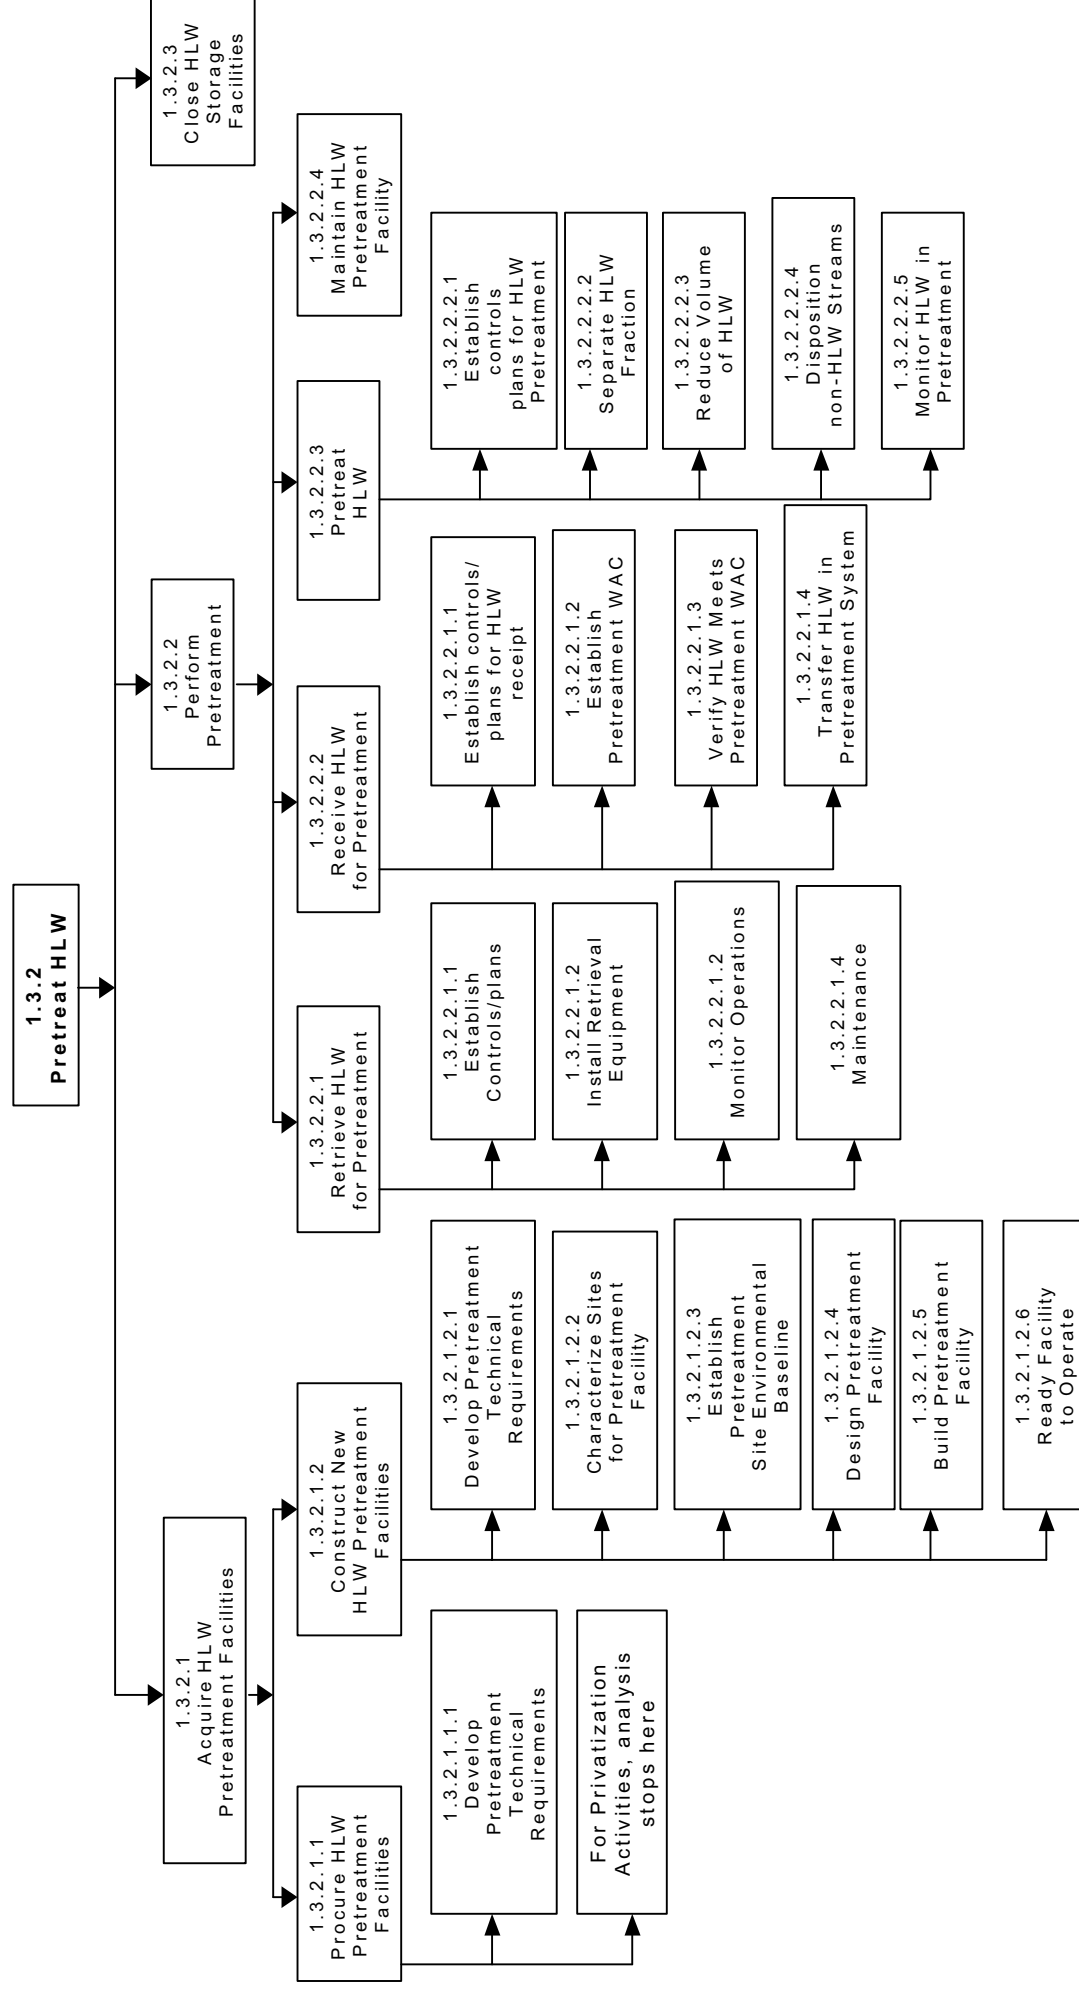 1.3.2
Pretreat HLW
1.3.2.1
Acquire HLW
Pretreatment Facilities
1.3.2.2
Perform
Pretreatment
1.3.2.3
Close HLW
Storage
Facilities
1.3.2.1.1
Procure HLW
Pretreatment
Facilities
1.3.2.1.2
Construct New
HLW Pretreatment
Facilities
1.3.2.2.1
Retrieve HLW
for Pretreatment
1.3.2.2.2
Receive HLW
for Pretreatment
1.3.2.2.3
Pretreat
HLW
1.3.2.2.4
Maintain HLW
Pretreatment
Facility
1.3.2.1.1.1
Develop
Pretreatment
Technical
Requirements
For Privatization
Activities, analysis
stops here
1.3.2.1.2.1
Develop Pretreatment
Technical
Requirements
1.3.2.1.2.2
Characterize Sites
for Pretreatment
Facility
1.3.2.1.2.3
Establish
Pretreatment
Site Environmental
Baseline
1.3.2.1.2.4
Design Pretreatment
Facility
1.3.2.1.2.5
Build Pretreatment
Facility
1.3.2.1.2.6
Ready Facility
to Operate
1.3.2.2.1.1
Establish
Controls/plans
1.3.2.2.1.2
Install Retrieval
Equipment
1.3.2.2.1.2
Monitor Operations
1.3.2.2.1.4
Maintenance
1.3.2.2.1.1
Establish controls/
plans for HLW
receipt
1.3.2.2.1.2
Establish
Pretreatment WAC
1.3.2.2.1.3
Verify HLW Meets
Pretreatment WAC
1.3.2.2.1.4
Transfer HLW in
Pretreatment System
1.3.2.2.2.1
Establish
controls
plans for HLW
Pretreatment
1.3.2.2.2.2
Separate HLW
Fraction
1.3.2.2.2.3
Reduce Volume
of HLW
1.3.2.2.2.4
Disposition
non-HLW Streams
1.3.2.2.2.5
Monitor HLW in
Pretreatment